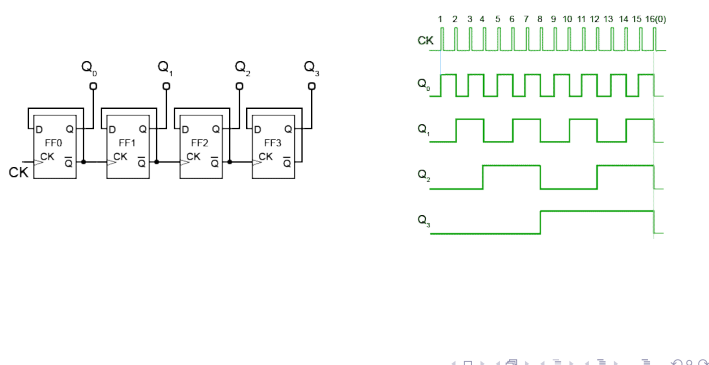 Q0 Q1 Q2 Q3
D Q D Q D Q D Q
FF0 FF1 FF2 FF3
CK Q̅ CK Q̅ CK Q̅ CK Q̅
CK
1 2 3 4 5 6 7 8 9 10 11 12 13 14 15 16(0)
CK
Q0
Q1
Q2
Q3